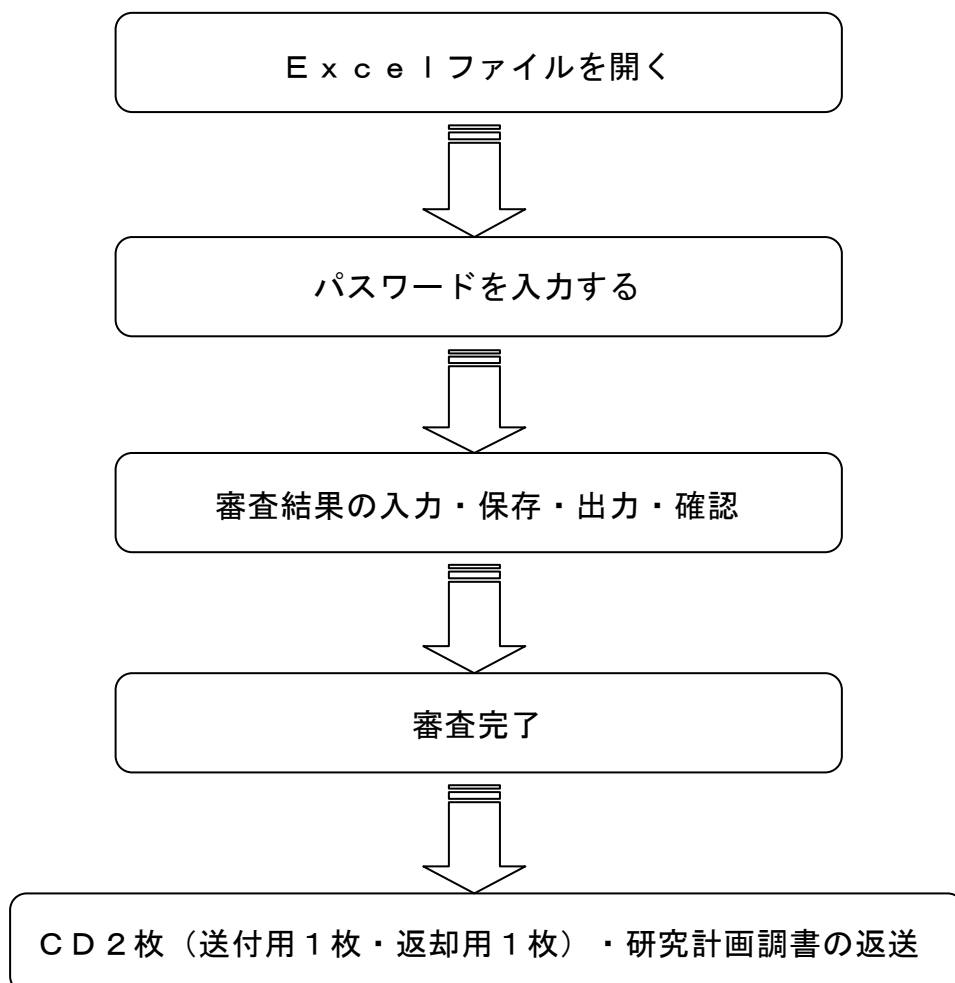 Ｅｘｃｅｌファイルを開く
パスワードを入力する
審査結果の入力・保存・出力・確認
審査完了
ＣＤ２枚（送付用１枚・返却用１枚）・研究計画調書の返送